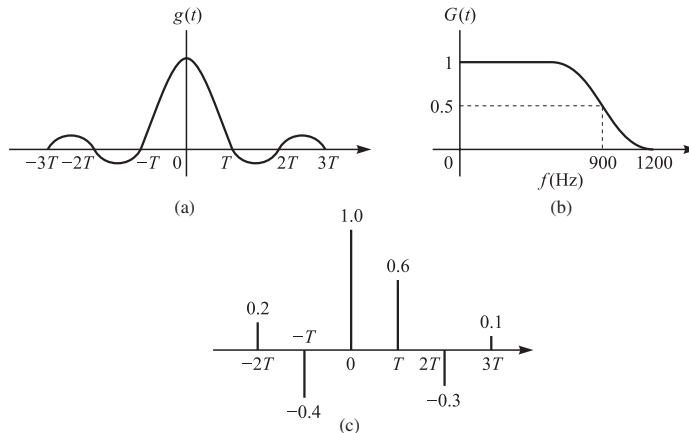 g(t)
−3T −2T −T 0 T 2T 3T
(a)
G(t)
1
0.5
0 900 1200
f(Hz)
(b)
1.0
0.6
0.2
0.1
−T
−2T 0 T 2T 3T
−0.3
−0.4
(c)